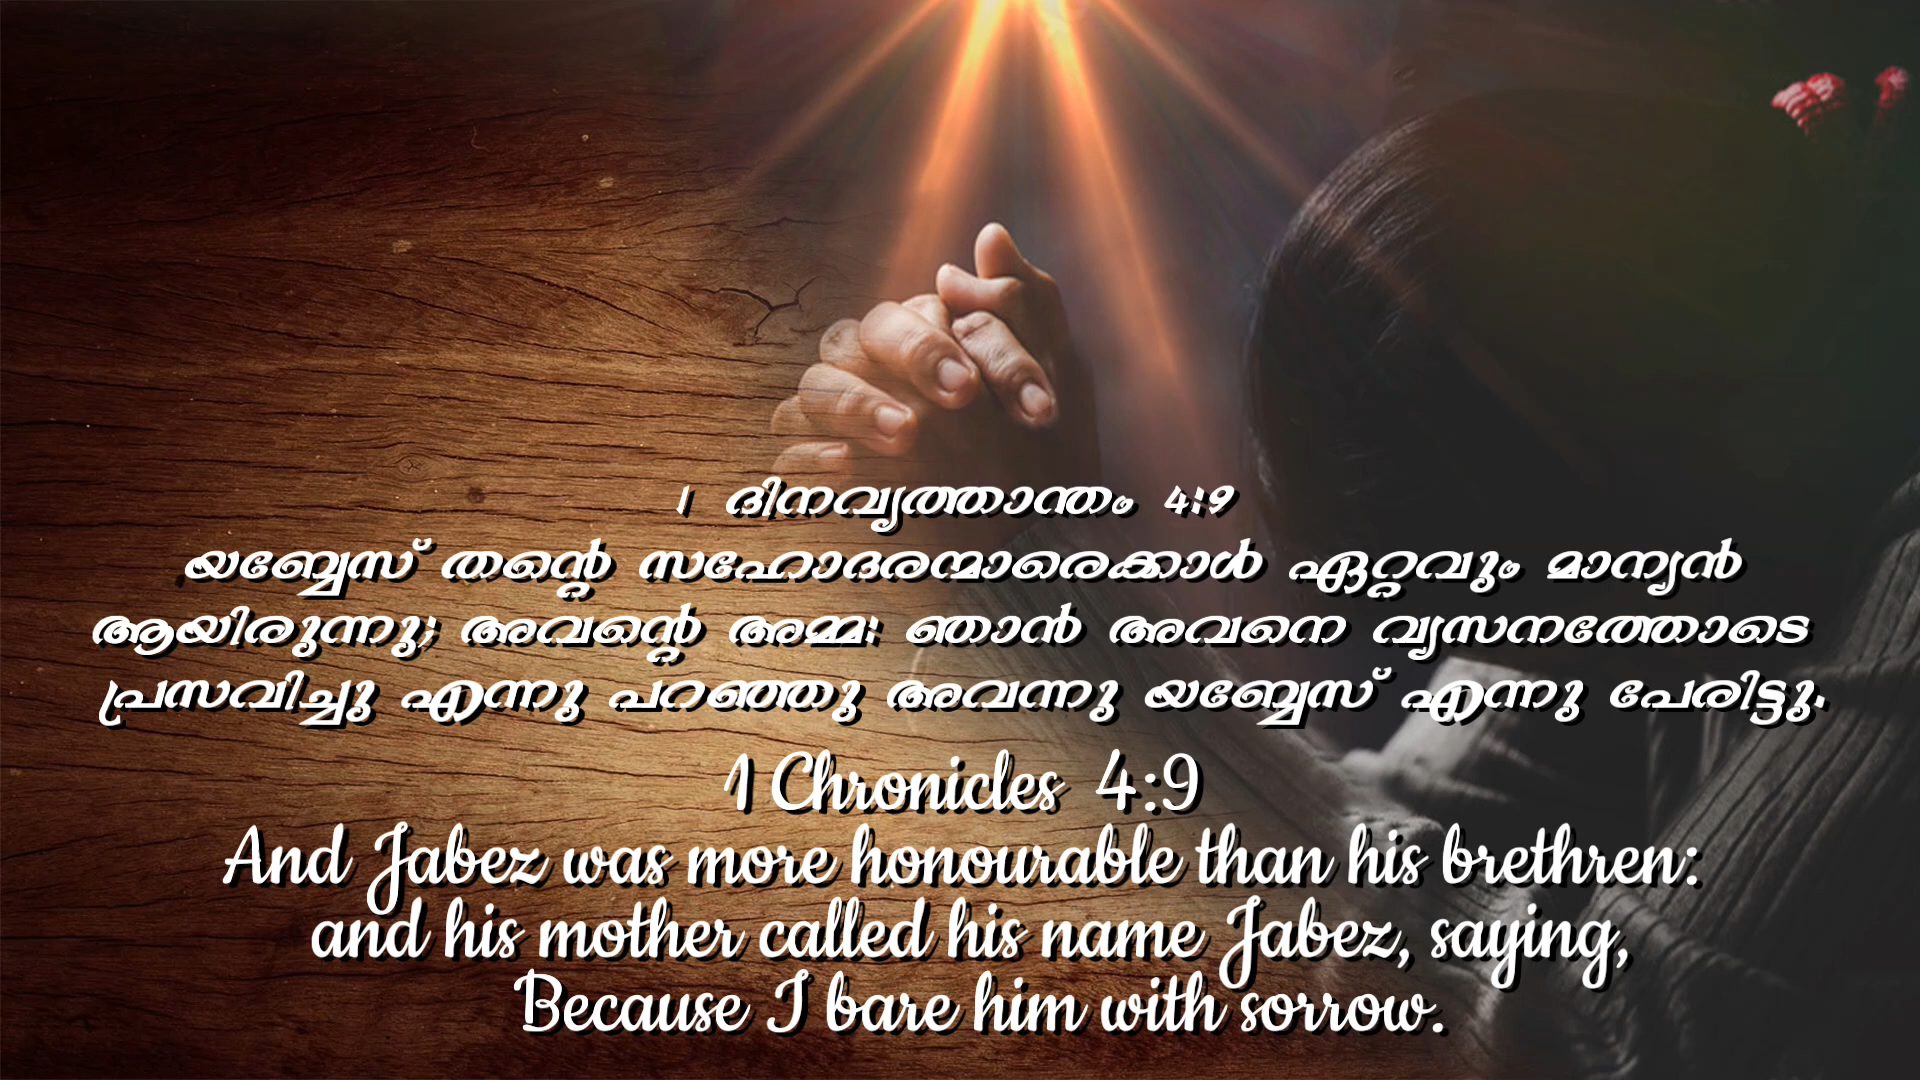 1 ദിനവൃത്താന്തം 4:9
യബ്ബേസ് തന്റെ സഹോദരന്മാരെക്കാൾ ഏറ്റവും മാന്യൻ
ആയിരുന്നു; അവന്റെ അമ്മ: ഞാൻ അവനെ വ്യസനത്തോടെ
പ്രസവിച്ചു എന്നു പറഞ്ഞു അവന്നു യബ്ബേസ് എന്നു പേരിട്ടു.
1 Chronicles 4:9
And Jabez was more honourable than his brethren:
and his mother called his name Jabez, saying,
Because I bare him with sorrow.